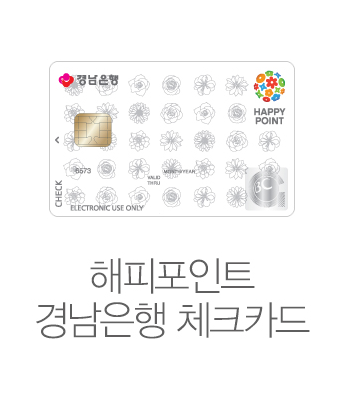 경남은행
HAPPY
POINT
6573
MONTH/YEAR
VALID
THRU
CHECK
ELECTRONIC USE ONLY
해피포인트
경남은행 체크카드